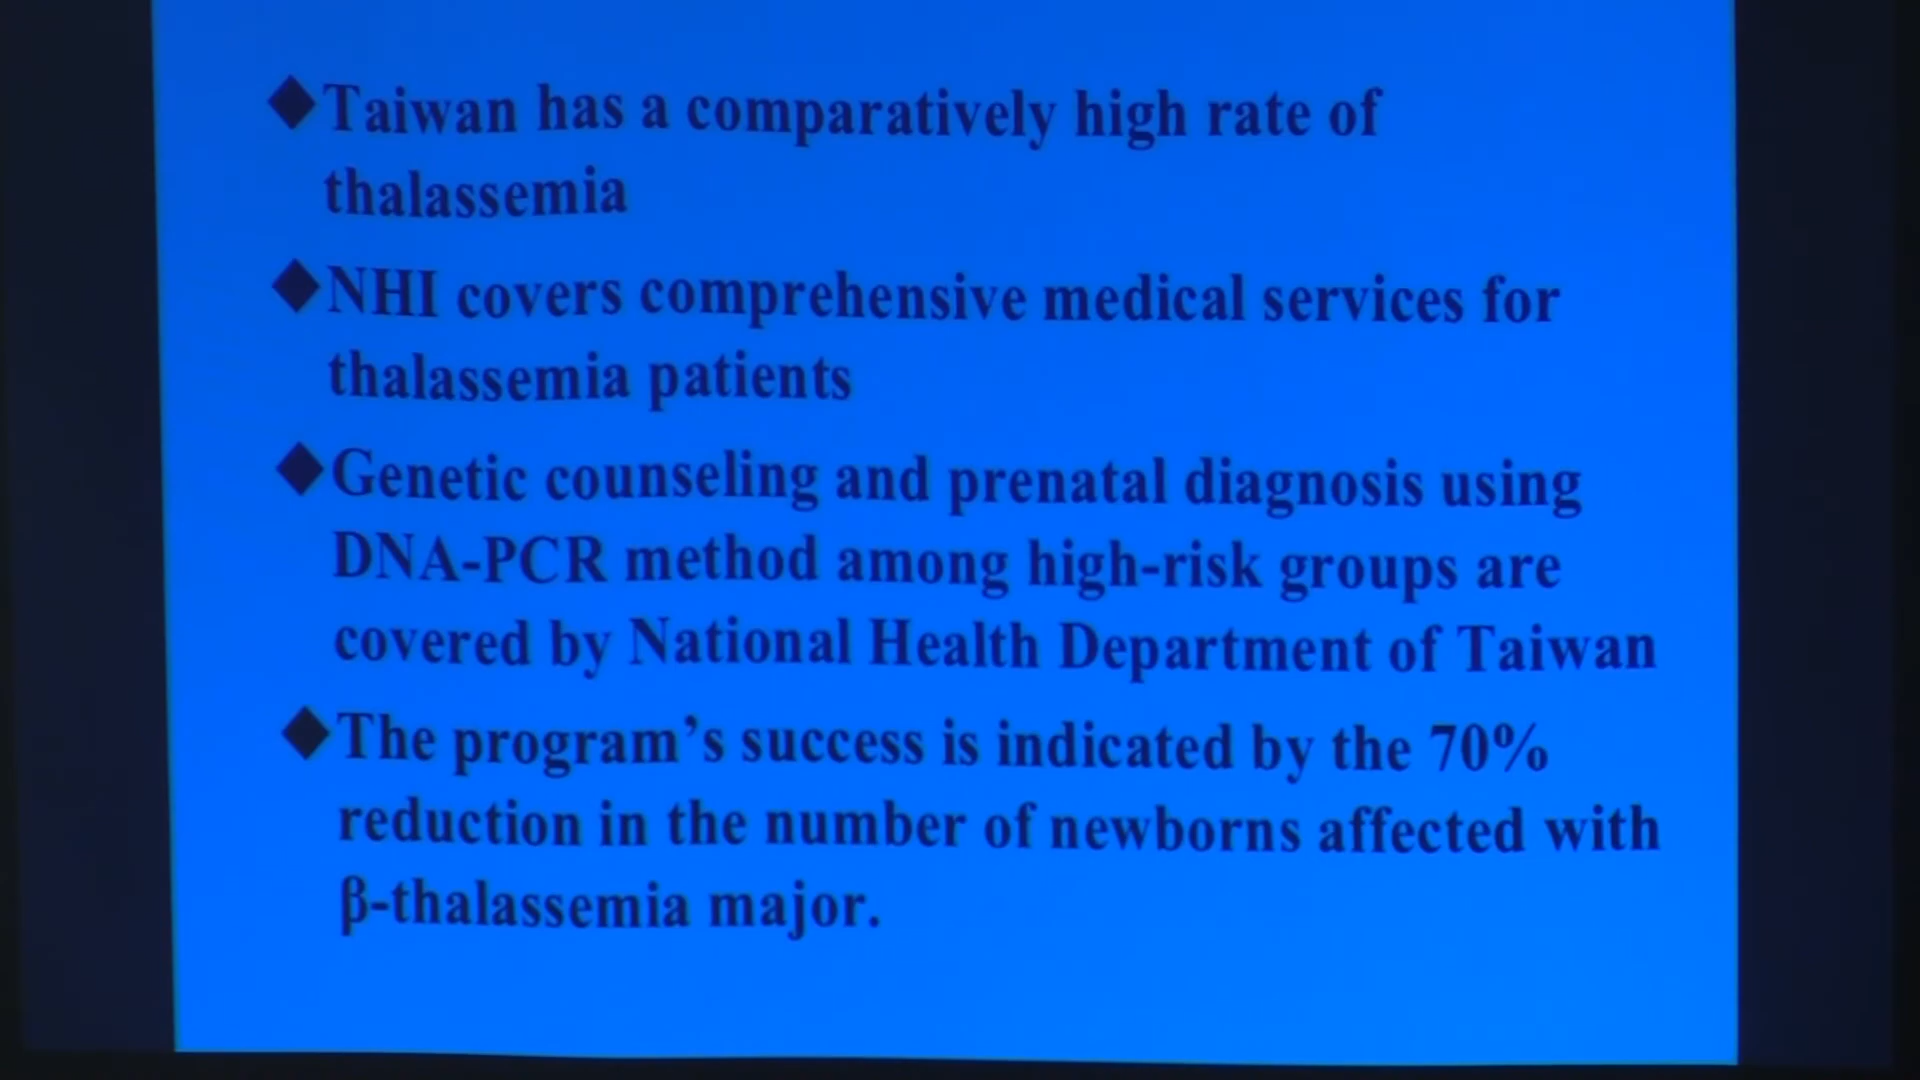 ◆Taiwan has a comparatively high rate of
thalassemia
◆NHI covers comprehensive medical services for
thalassemia patients
◆Genetic counseling and prenatal diagnosis using
DNA-PCR method among high-risk groups are
covered by National Health Department of Taiwan
◆The program’s success is indicated by the 70%
reduction in the number of newborns affected with
β-thalassemia major.